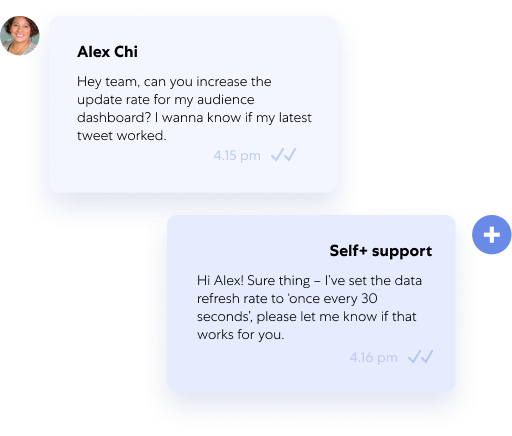 Alex Chi
Hey team, can you increase the
update rate for my audience
dashboard? I wanna know if my latest
tweet worked.
4.15 pm
Self+ support
Hi Alex! Sure thing – I’ve set the data
refresh rate to ‘once every 30
seconds’, please let me know if that
works for you.
4.16 pm